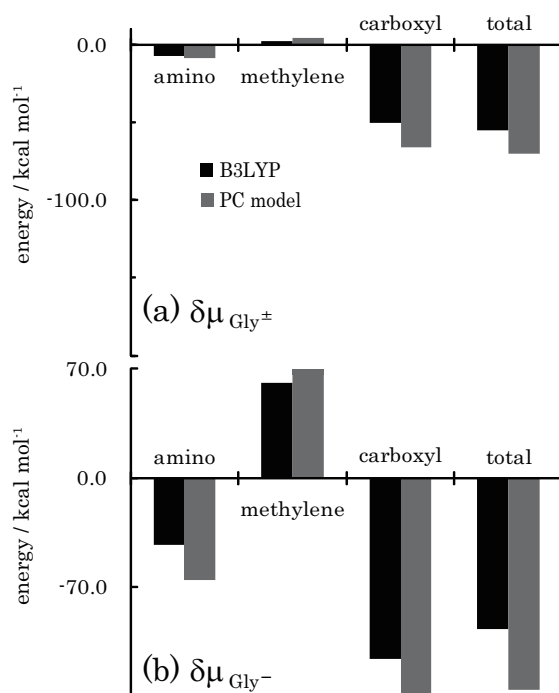 carboxyl total
0.0
amino methylene
B3LYP
PC model
-100.0
energy / kcal mol-1
(a) δμ Gly±
70.0
amino carboxyl total
0.0
methylene
-70.0
energy / kcal mol-1
(b) δμ Gly−